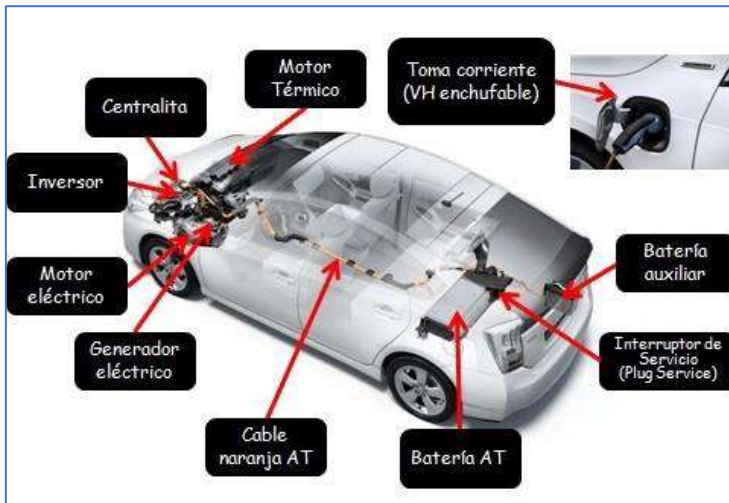 Motor
Térmico
Toma corriente
(VH enchufable)
Centralita
Inversor
Motor
eléctrico
Generador
eléctrico
Cable
naranja AT
Batería AT
Batería
auxiliar
Interruptor de
Servicio
(Plug Service)